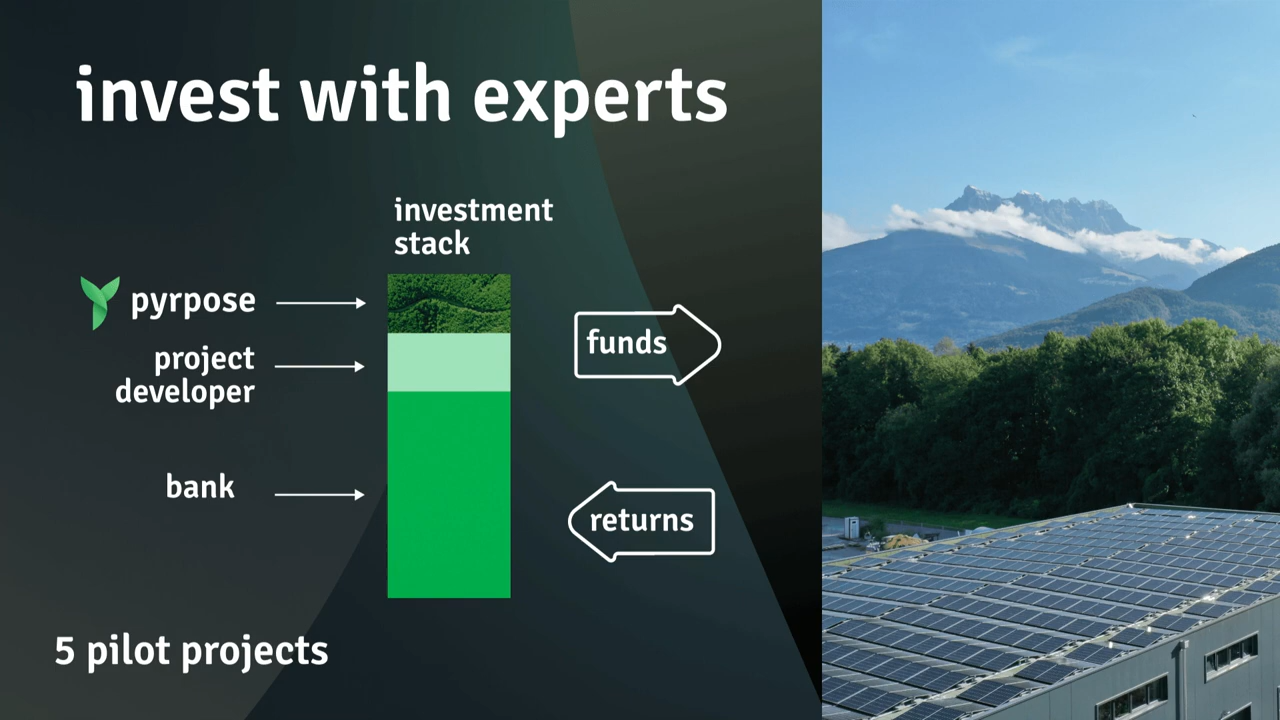 invest with experts
investment
stack
pyrpose
project
developer
bank
funds
returns
5 pilot projects